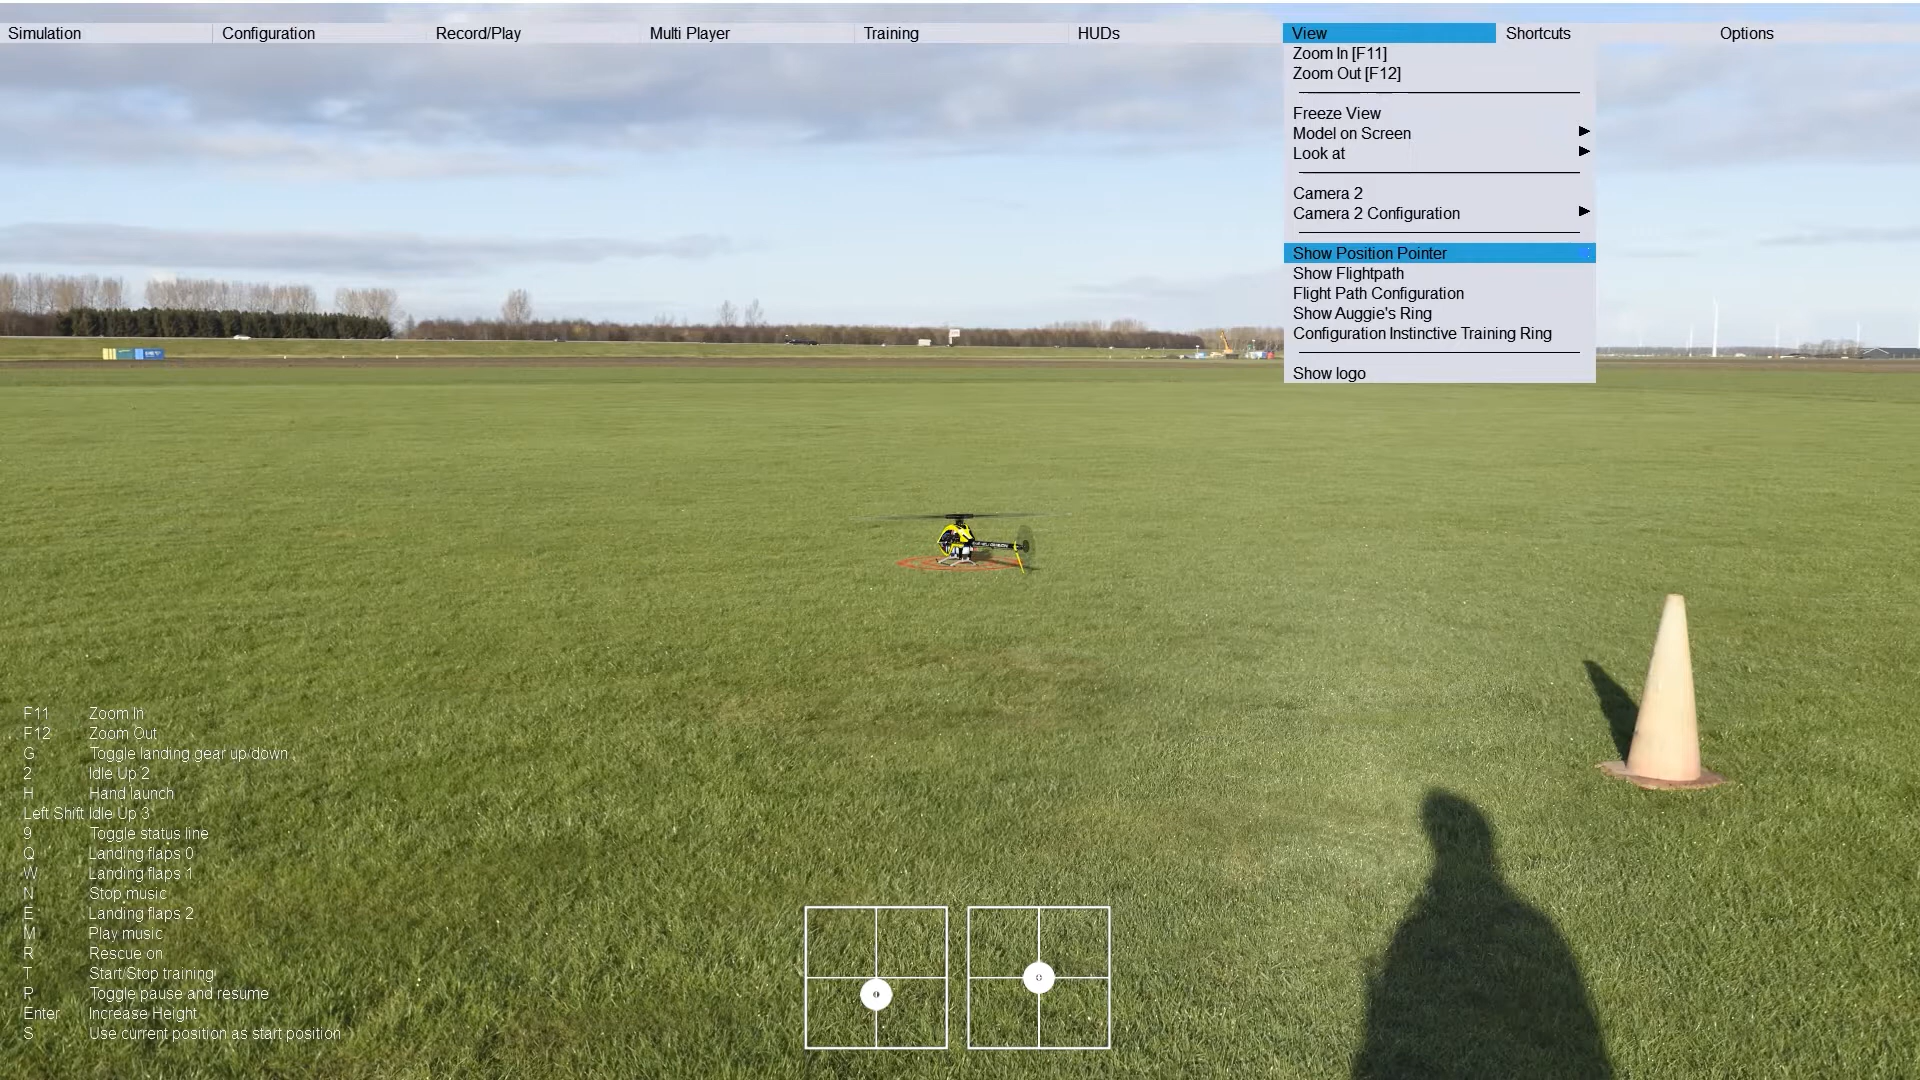 Simulation
Configuration
Record/Play
Multi Player
Training
HUDs
View
Shortcuts
Options
Zoom In [F11]
Zoom Out [F12]
Freeze View
Model on Screen
Look at
Camera 2
Camera 2 Configuration
Show Position Pointer
Show Flightpath
Flight Path Configuration
Show Auggie's Ring
Configuration Instinctive Training Ring
Show logo
F11 Zoom In
F12 Zoom Out
G Toggle landing gear up/down
2 Idle Up 2
H Hand launch
Left Shift Idle Up 3
9 Toggle status line
Q Landing flaps 0
W Landing flaps 1
N Stop music
E Landing flaps 2
M Play music
R Rescue on
T Start/Stop training
P Toggle pause and resume
Enter Increase Height
S Use current position as start position